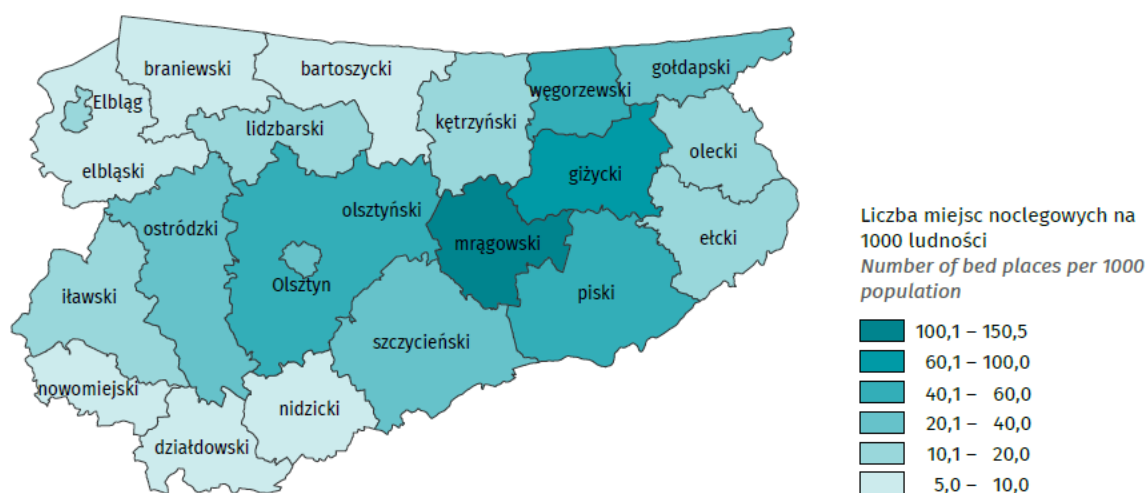 braniewski
bartoszycki
gołdapski
węgorzewski
Elbląg
lidzbarski
kętrzyński
olecki
elbląski
giżycki
olsztyński
ostródzki
mrągowski
ełcki
Olsztyn
iławski
piski
szczycieński
nowomiejski
nidzicki
działdowski
Liczba miejsc noclegowych na
1000 ludności
Number of bed places per 1000
population
100,1 – 150,5
60,1 – 100,0
40,1 – 60,0
20,1 – 40,0
10,1 – 20,0
5,0 – 10,0